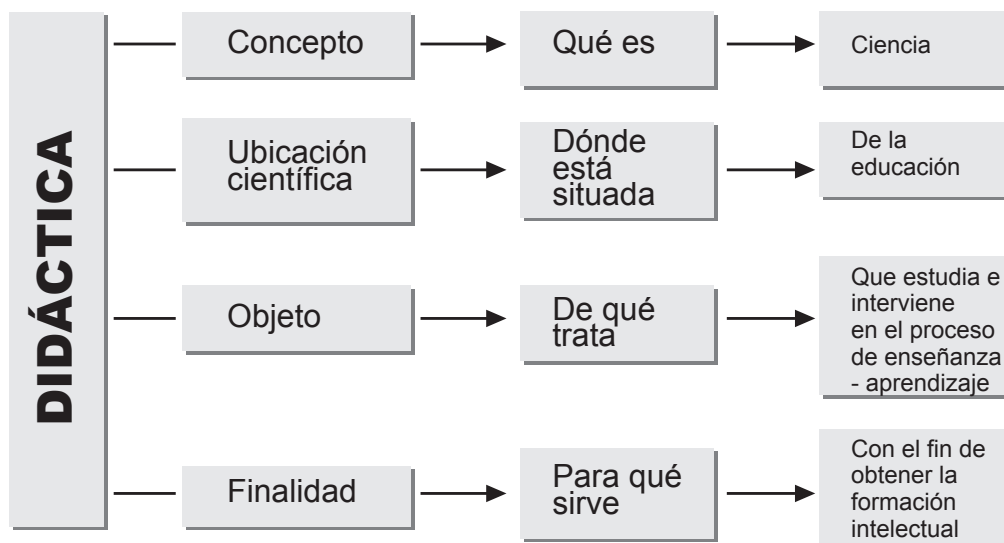 DIDÁCTICA
Concepto
Qué es
Ciencia
Ubicación
científica
Dónde
está
situada
De la
educación
Objeto
De qué
trata
Que estudia e
interviene
en el proceso
de enseñanza
- aprendizaje
Finalidad
Para qué
sirve
Con el fin de
obtener la
formación
intelectual